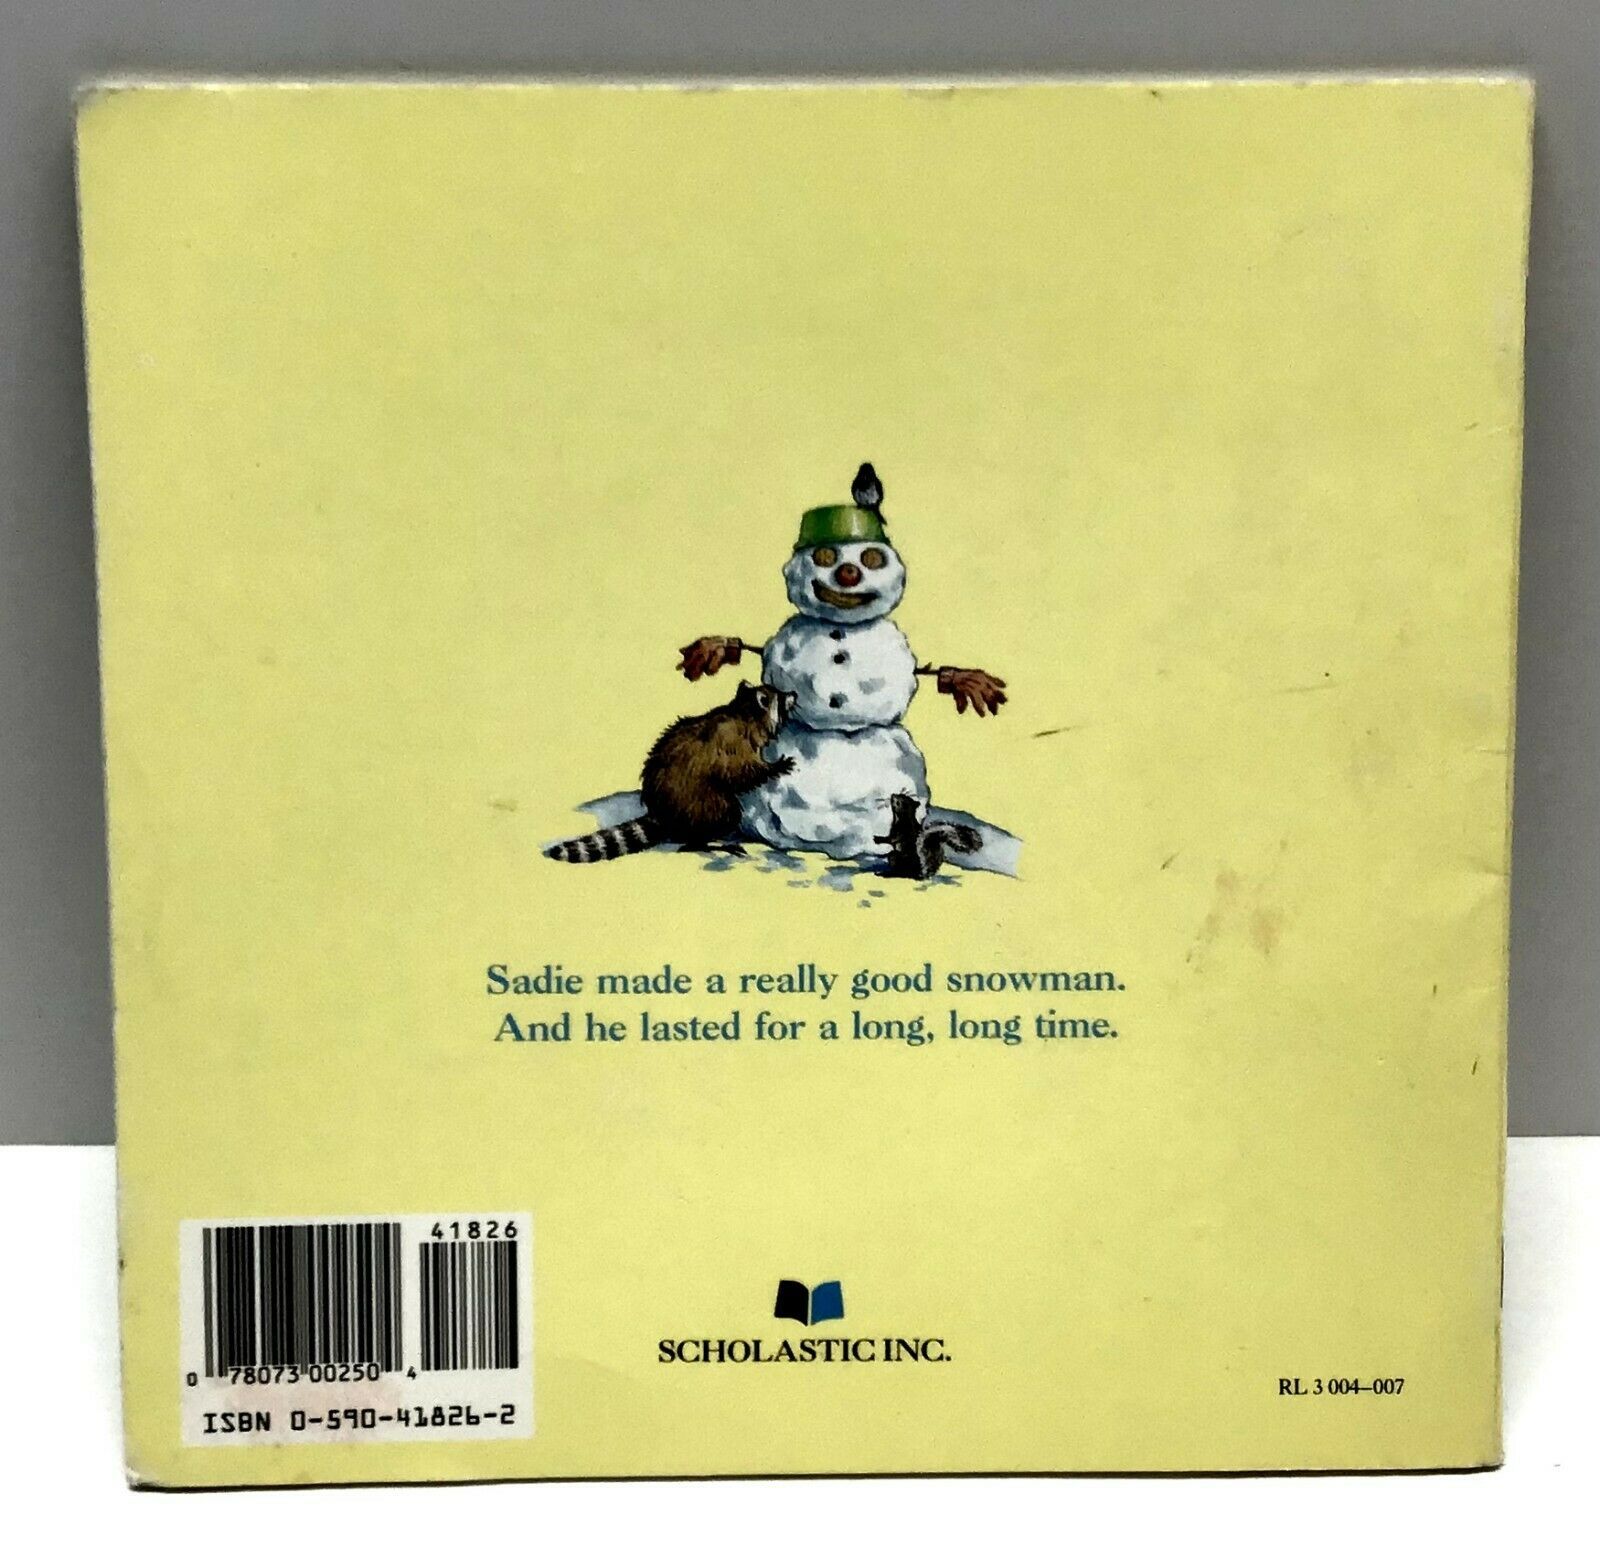 Sadie made a really good snowman.
And he lasted for a long, long time.
41826
0 78073 00250 4
ISBN 0-590-41826-2
SCHOLASTIC INC.
RL 3 004–007